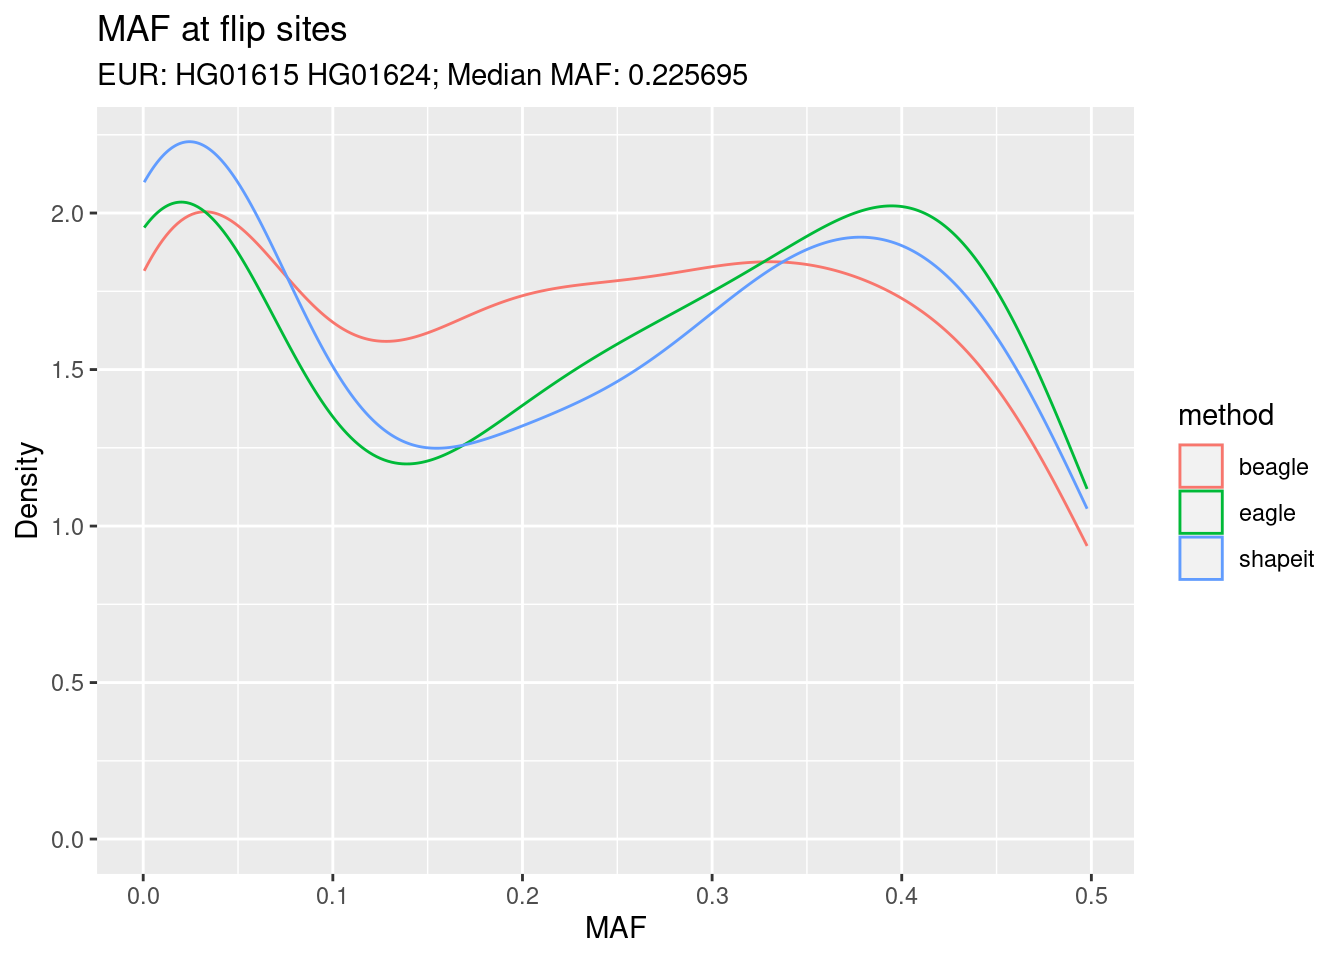 MAF at flip sites
EUR: HG01615 HG01624; Median MAF: 0.225695
2.0
1.5
1.0
0.5
0.0
Density
0.0 0.1 0.2 0.3 0.4 0.5
MAF
method
beagle
eagle
shapeit